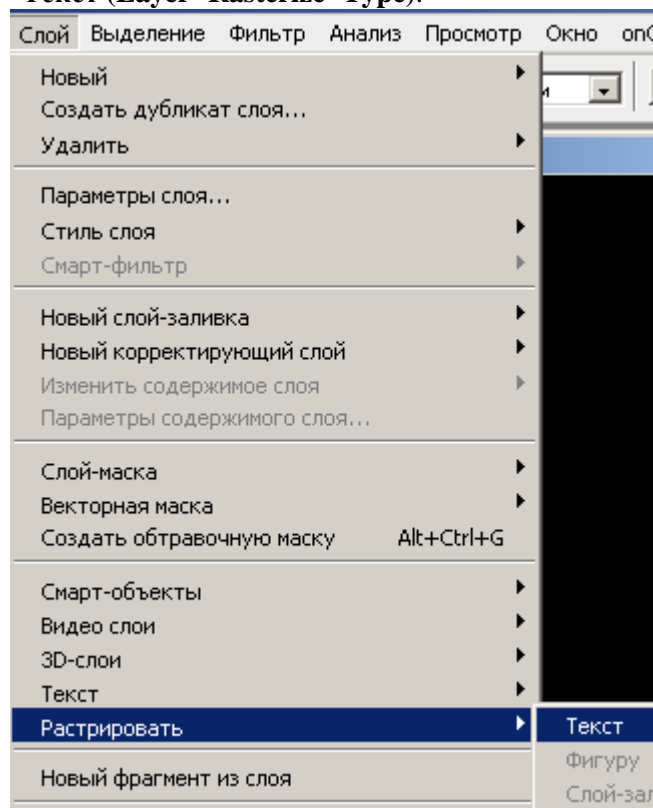 Текст (Layer - Rasterize - Type).
Слой Выделение Фильтр Анализ Просмотр Окно
Новый
Создать дубликат слоя...
Удалить
Параметры слоя...
Стиль слоя
Смарт-фильтр
Новый слой-заливка
Новый корректирующий слой
Изменить содержимое слоя
Параметры содержимого слоя...
Слой-маска
Векторная маска
Создать обтравочную маску Alt+Ctrl+G
Смарт-объекты
Видео слои
3D-слои
Текст
Растрировать Текст
Фигуру
Новый фрагмент из слоя